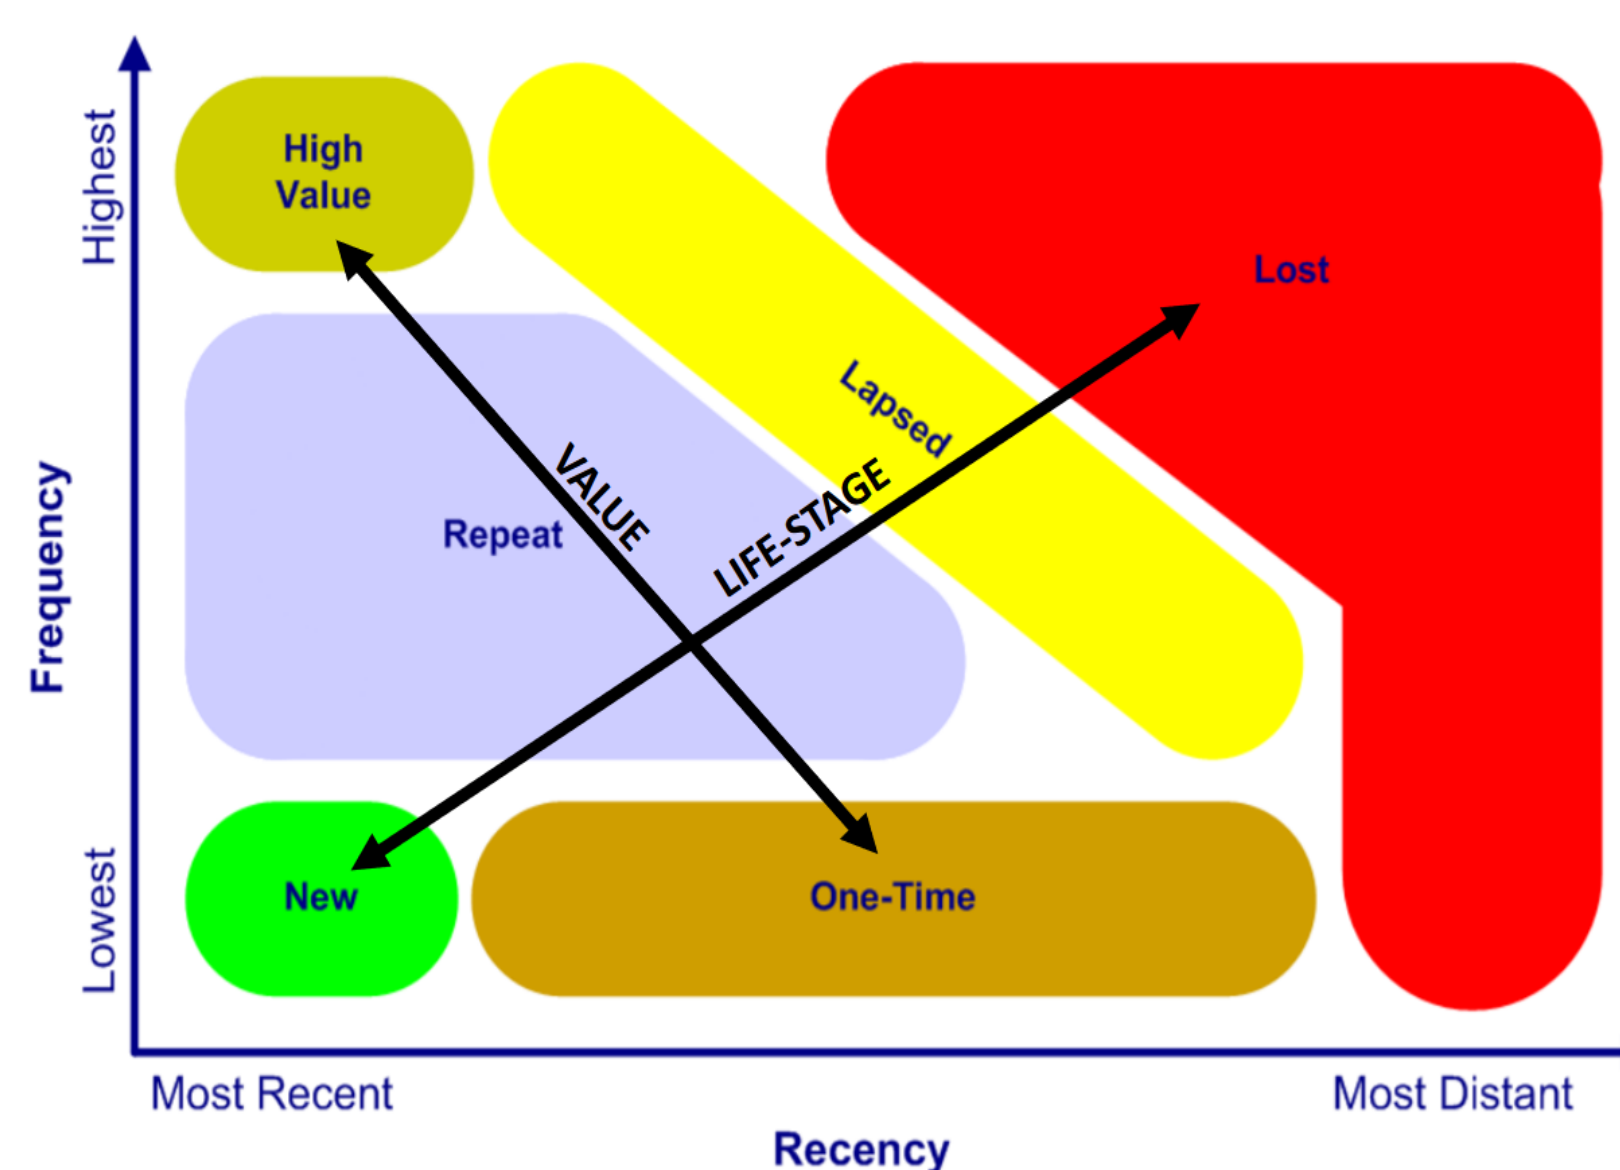 Highest
High
Value
Lost
Lapsed
VALUE
LIFE-STAGE
Repeat
Frequency
New
One-Time
Lowest
Most Recent
Most Distant
Recency